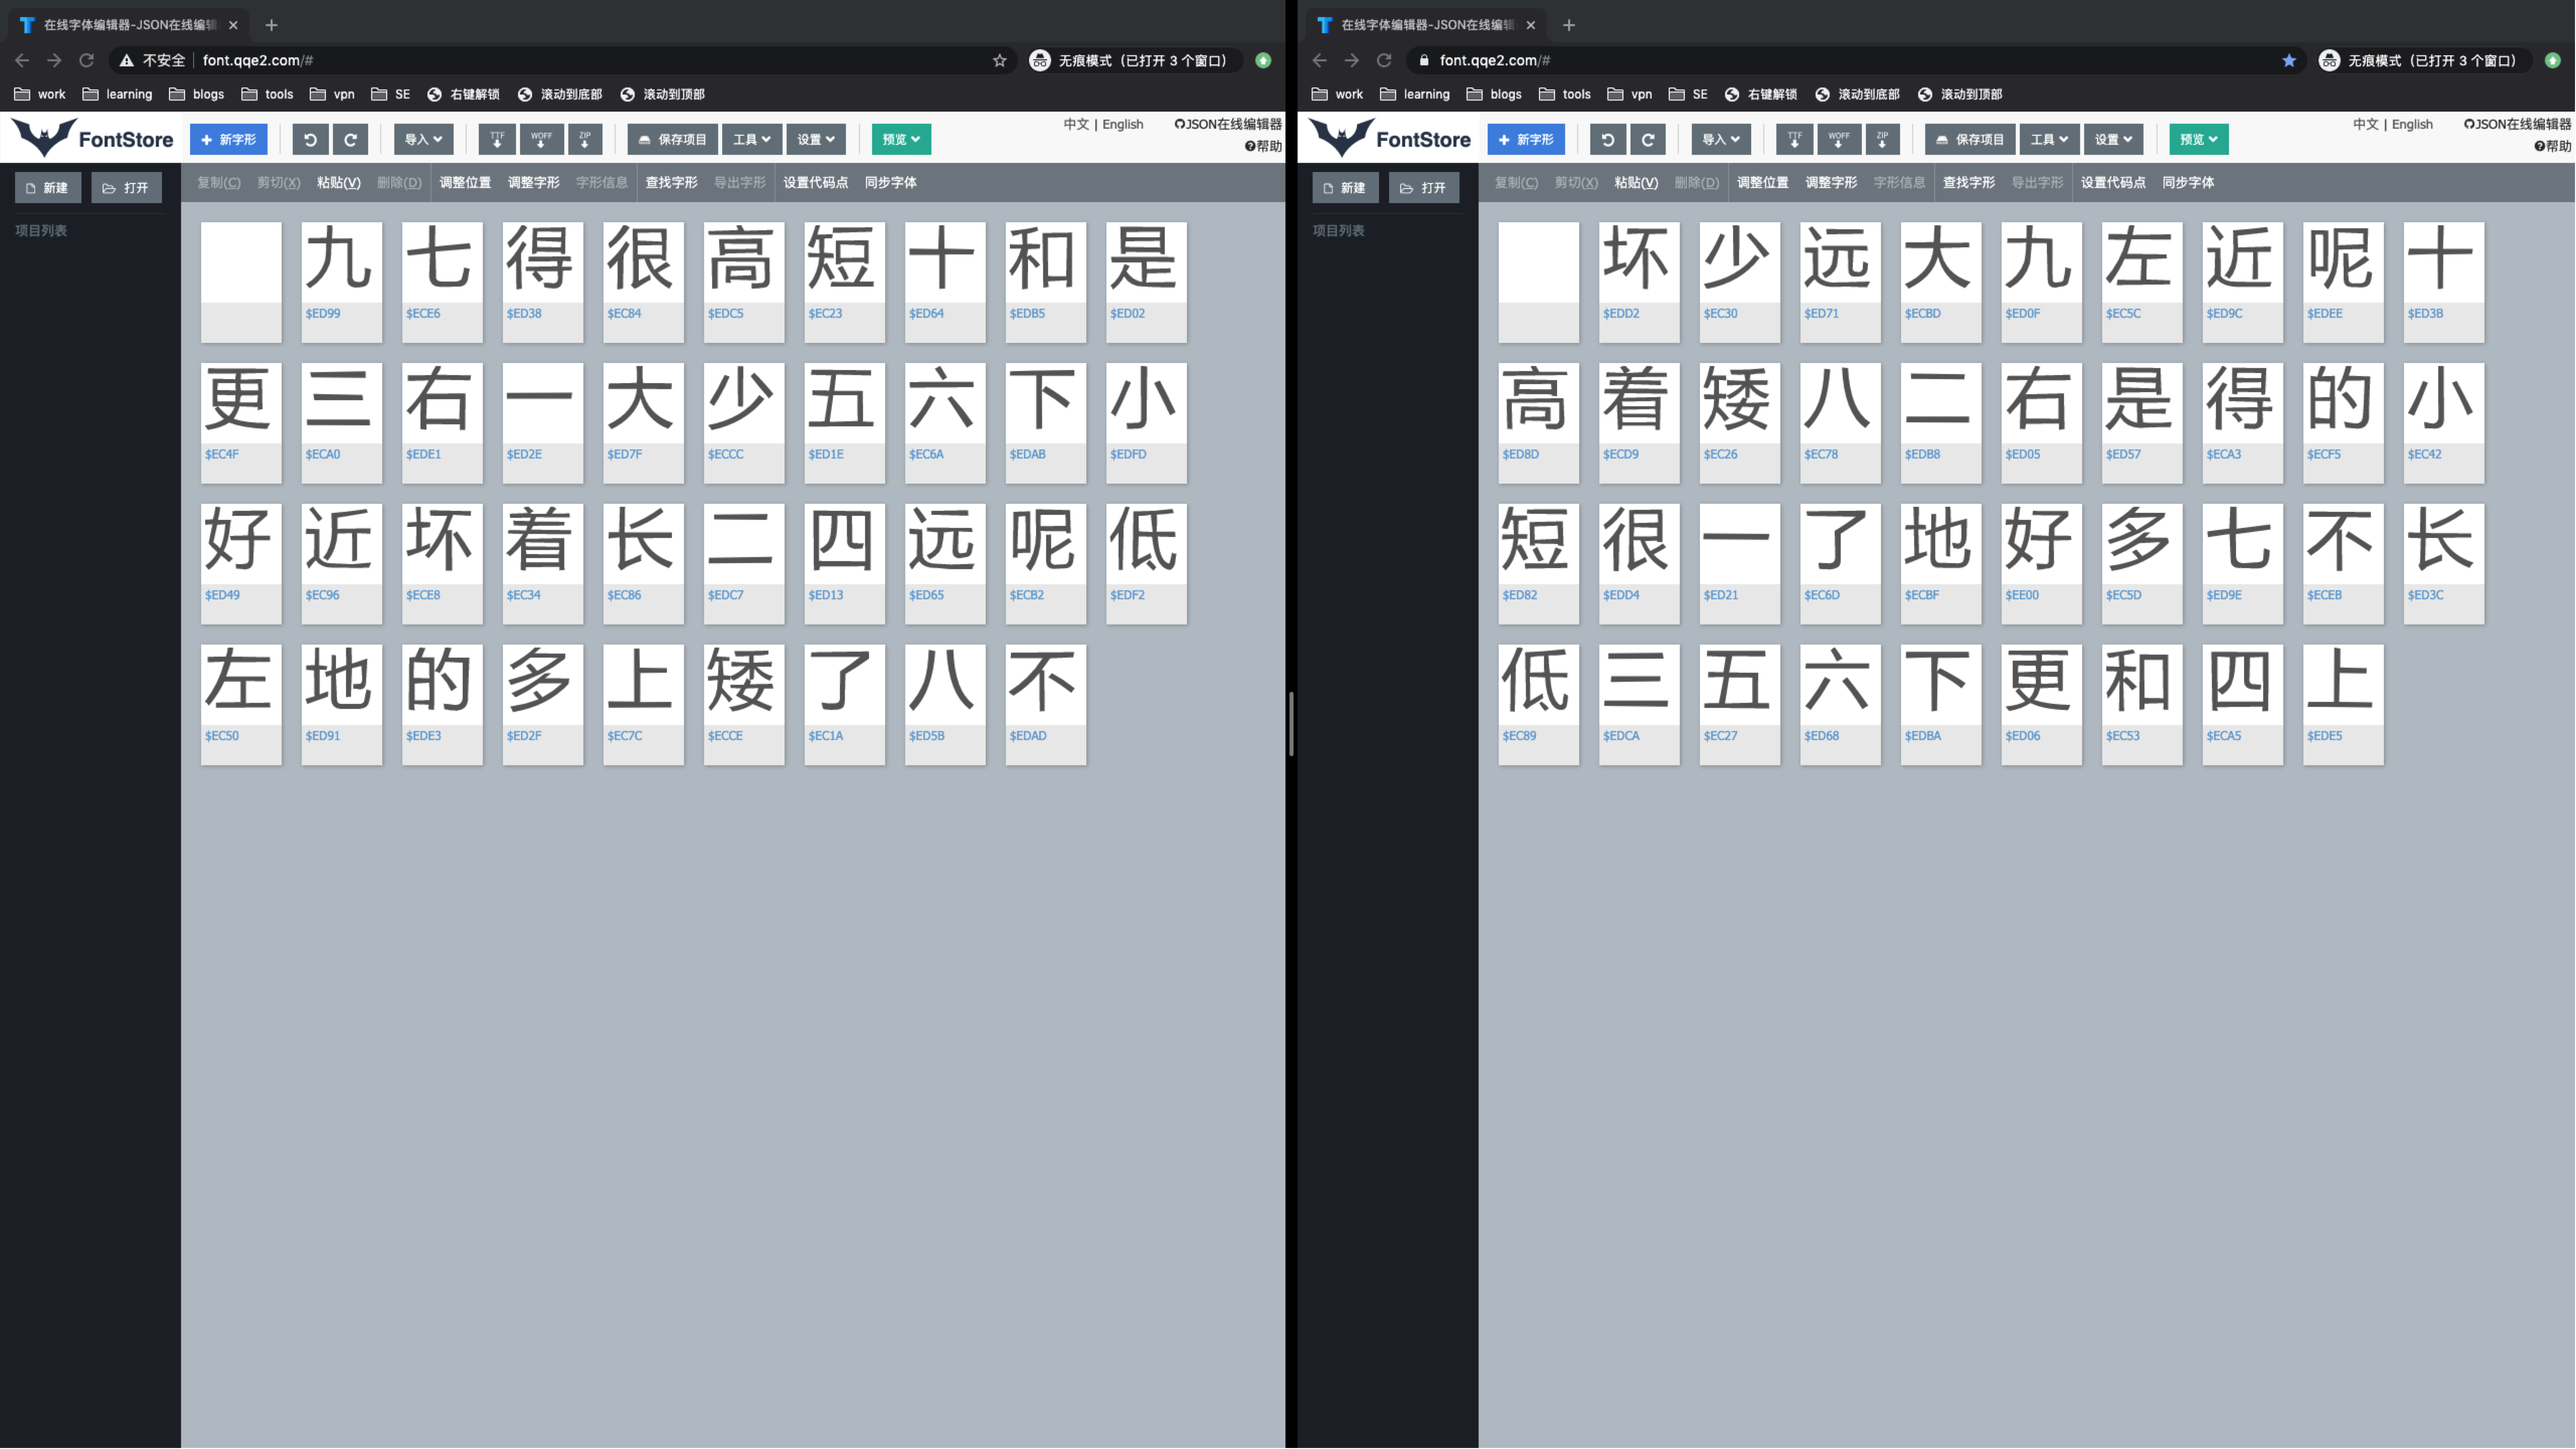 在线字体编辑器-JSON在线编辑
不安全 font.qqe2.com/#
无痕模式（已打开 3 个窗口）
work learning blogs tools vpn SE 右键解锁 滚动到底部 滚动到顶部
FontStore 新字形 导入 TTF WOFF ZIP 保存项目 工具 设置 预览 中文 | English JSON在线编辑器
帮助
新建 打开 复制(C) 剪切(X) 粘贴(V) 删除(D) 调整位置 调整字形 字形信息 查找字形 导出字形 设置代码点 同步字体
项目列表
九 七 得 很 高 短 十 和 是
$ED99 $ECE6 $ED38 $EC84 $EDC5 $EC23 $ED64 $EDB5 $ED02
更 三 右 一 大 少 五 六 下 小
$EC4F $ECA0 $EDE1 $ED2E $ED7F $ECCC $ED1E $EC6A $EDAB $EDFD
好 近 坏 着 长 二 四 远 呢 低
$ED49 $EC96 $ECE8 $EC34 $EC86 $EDC7 $ED13 $ED65 $ECB2 $EDF2
左 地 的 多 上 矮 了 八 不
$EC50 $ED91 $EDE3 $ED2F $EC7C $ECCE $EC1A $ED5B $EDAD
在线字体编辑器-JSON在线编辑
font.qqe2.com/#
无痕模式（已打开 3 个窗口）
work learning blogs tools vpn SE 右键解锁 滚动到底部 滚动到顶部
FontStore 新字形 导入 TTF WOFF ZIP 保存项目 工具 设置 预览 中文 | English JSON在线编辑器
帮助
新建 打开 复制(C) 剪切(X) 粘贴(V) 删除(D) 调整位置 调整字形 字形信息 查找字形 导出字形 设置代码点 同步字体
项目列表
坏 少 远 大 九 左 近 呢 十
$EDD2 $EC30 $ED71 $ECBD $ED0F $EC5C $ED9C $EDEE $ED3B
高 着 矮 八 二 右 是 得 的 小
$ED8D $ECD9 $EC26 $EC78 $EDB8 $ED05 $ED57 $ECA3 $ECF5 $EC42
短 很 一 了 地 好 多 七 不 长
$ED82 $EDD4 $ED21 $EC6D $ECBF $EE00 $EC5D $ED9E $ECEB $ED3C
低 三 五 六 下 更 和 四 上
$EC89 $EDCA $EC27 $ED68 $EDBA $ED06 $EC53 $ECA5 $EDE5